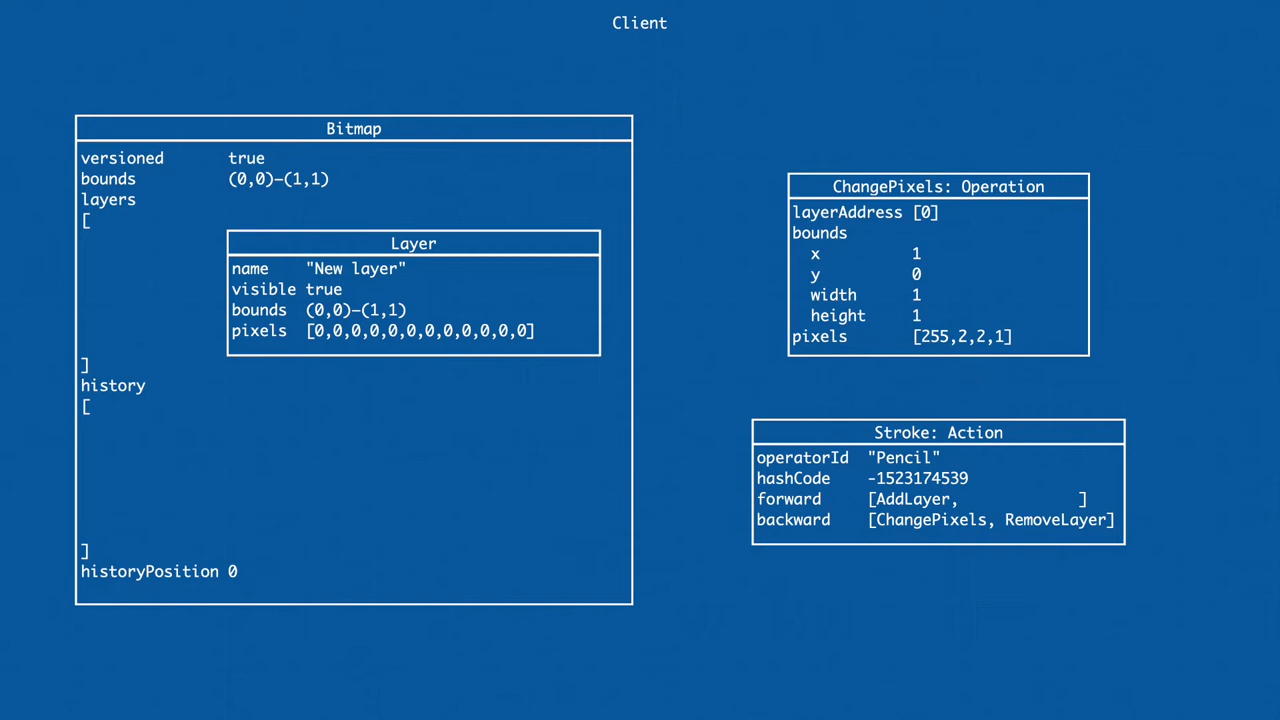 Client
Bitmap
versioned true
bounds (0,0)–(1,1)
layers
[
Layer
name "New layer"
visible true
bounds (0,0)–(1,1)
pixels [0,0,0,0,0,0,0,0,0,0,0,0]
]
history
[
]
historyPosition 0
ChangePixels: Operation
layerAddress [0]
bounds
x 1
y 0
width 1
height 1
pixels [255,2,2,1]
Stroke: Action
operatorId "Pencil"
hashCode -1523174539
forward [AddLayer, ]
backward [ChangePixels, RemoveLayer]